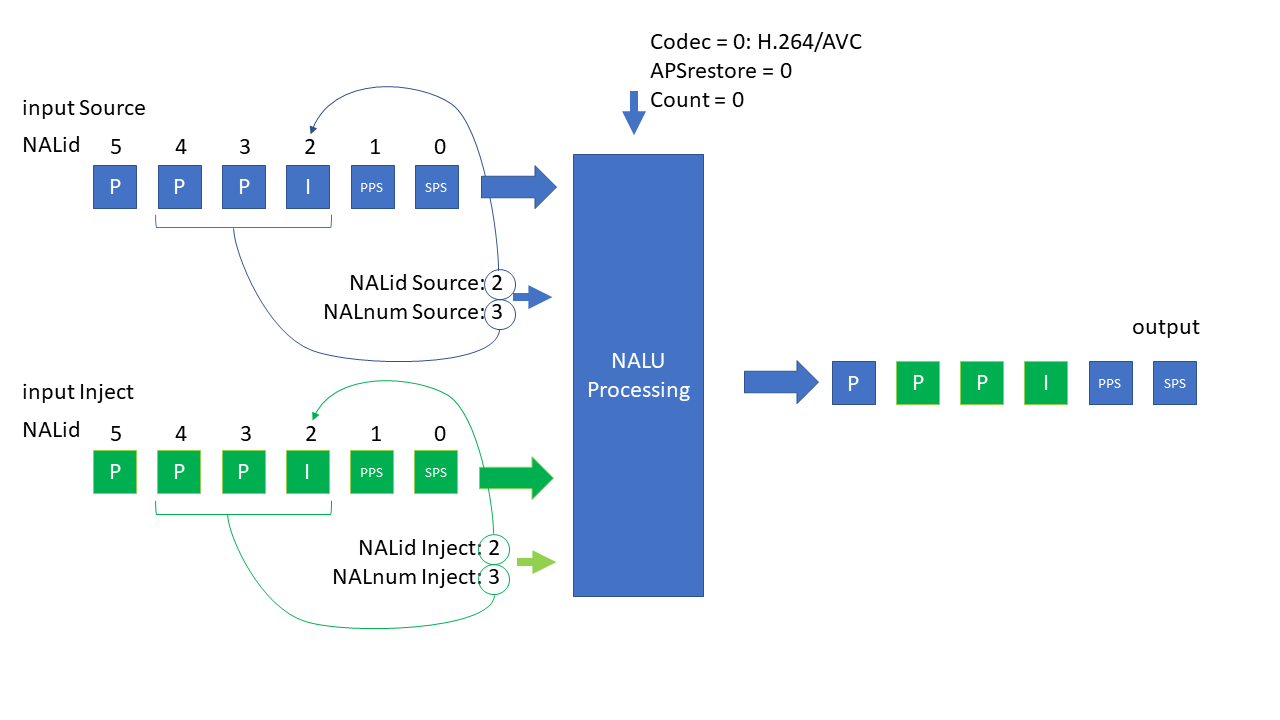 Codec = 0: H.264/AVC
APSrestore = 0
Count = 0
input Source
NALid 5 4 3 2 1 0
P P P I PPS SPS
NALid Source: 2
NALnum Source: 3
NALU
Processing
output
P P P I PPS SPS
input Inject
NALid 5 4 3 2 1 0
P P P I PPS SPS
NALid Inject: 2
NALnum Inject: 3